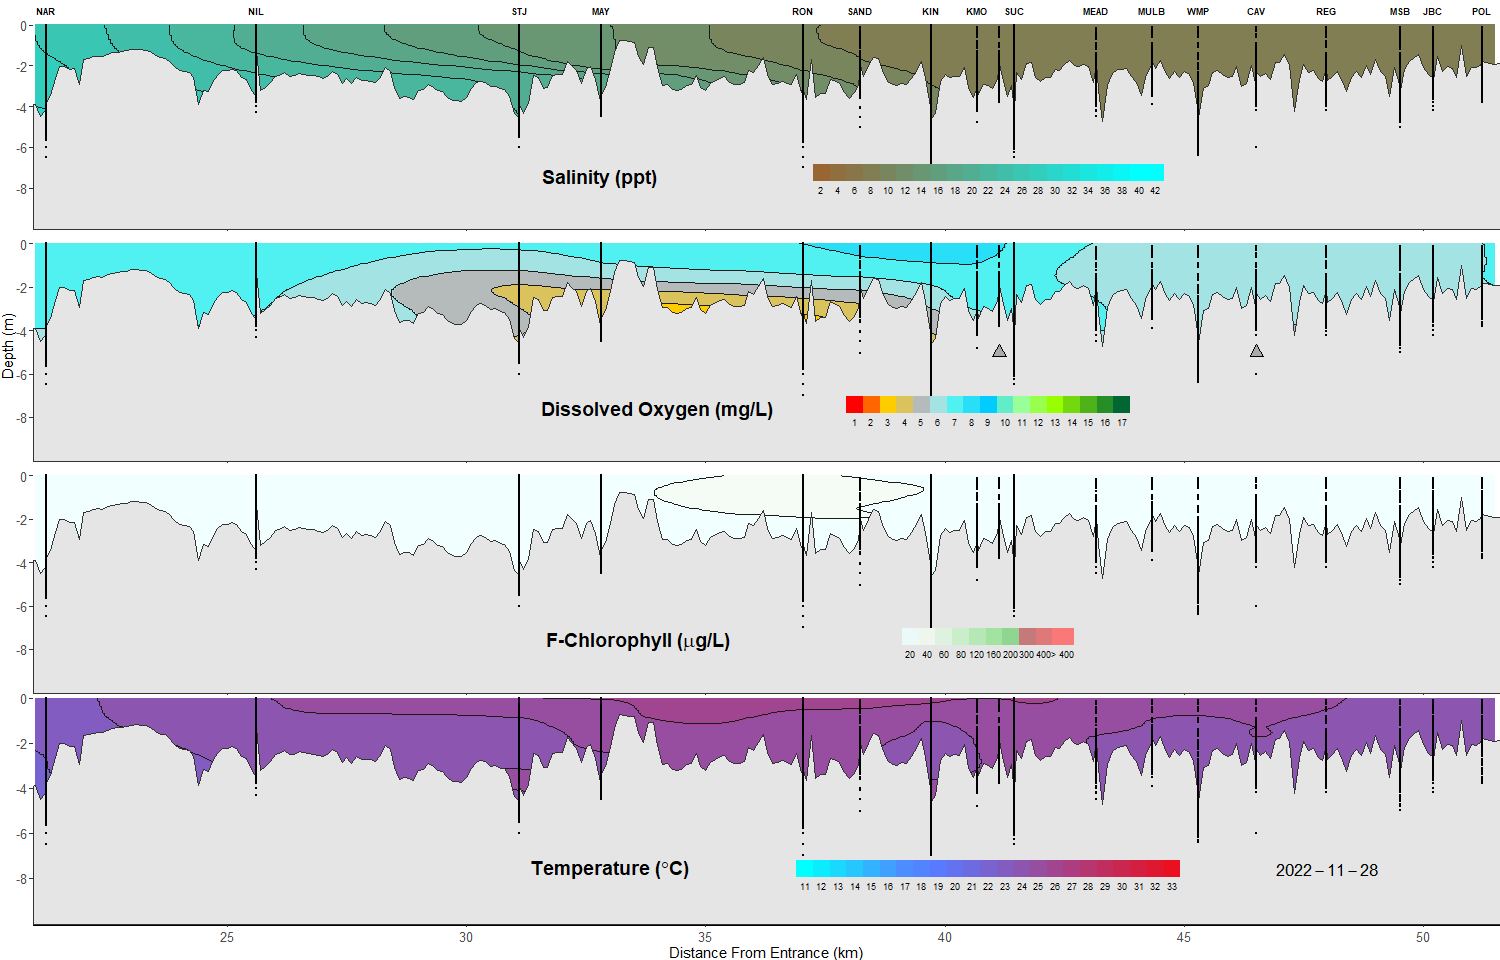 NAR NIL STJ MAY RON SAND KIN KMO SUC MEAD MULB WMP CAV REG MSB JBC POL
0
-2
-4
-6
-8
Salinity (ppt)
2 4 6 8 10 12 14 16 18 20 22 24 26 28 30 32 34 36 38 40 42
0
-2
-4
-6
-8
Depth (m)
Dissolved Oxygen (mg/L)
1 2 3 4 5 6 7 8 9 10 11 12 13 14 15 16 17
0
-2
-4
-6
-8
F-Chlorophyll (μg/L)
20 40 60 80 120 160 200 300 400 > 400
0
-2
-4
-6
-8
Temperature (°C)
11 12 13 14 15 16 17 18 19 20 21 22 23 24 25 26 27 28 29 30 31 32 33
2022 – 11 – 28
25 30 35 40 45 50
Distance From Entrance (km)